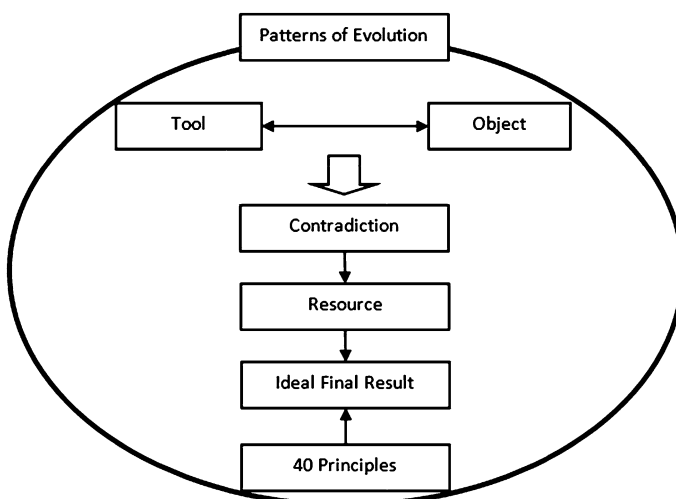 Patterns of Evolution
Tool
Object
Contradiction
Resource
Ideal Final Result
40 Principles